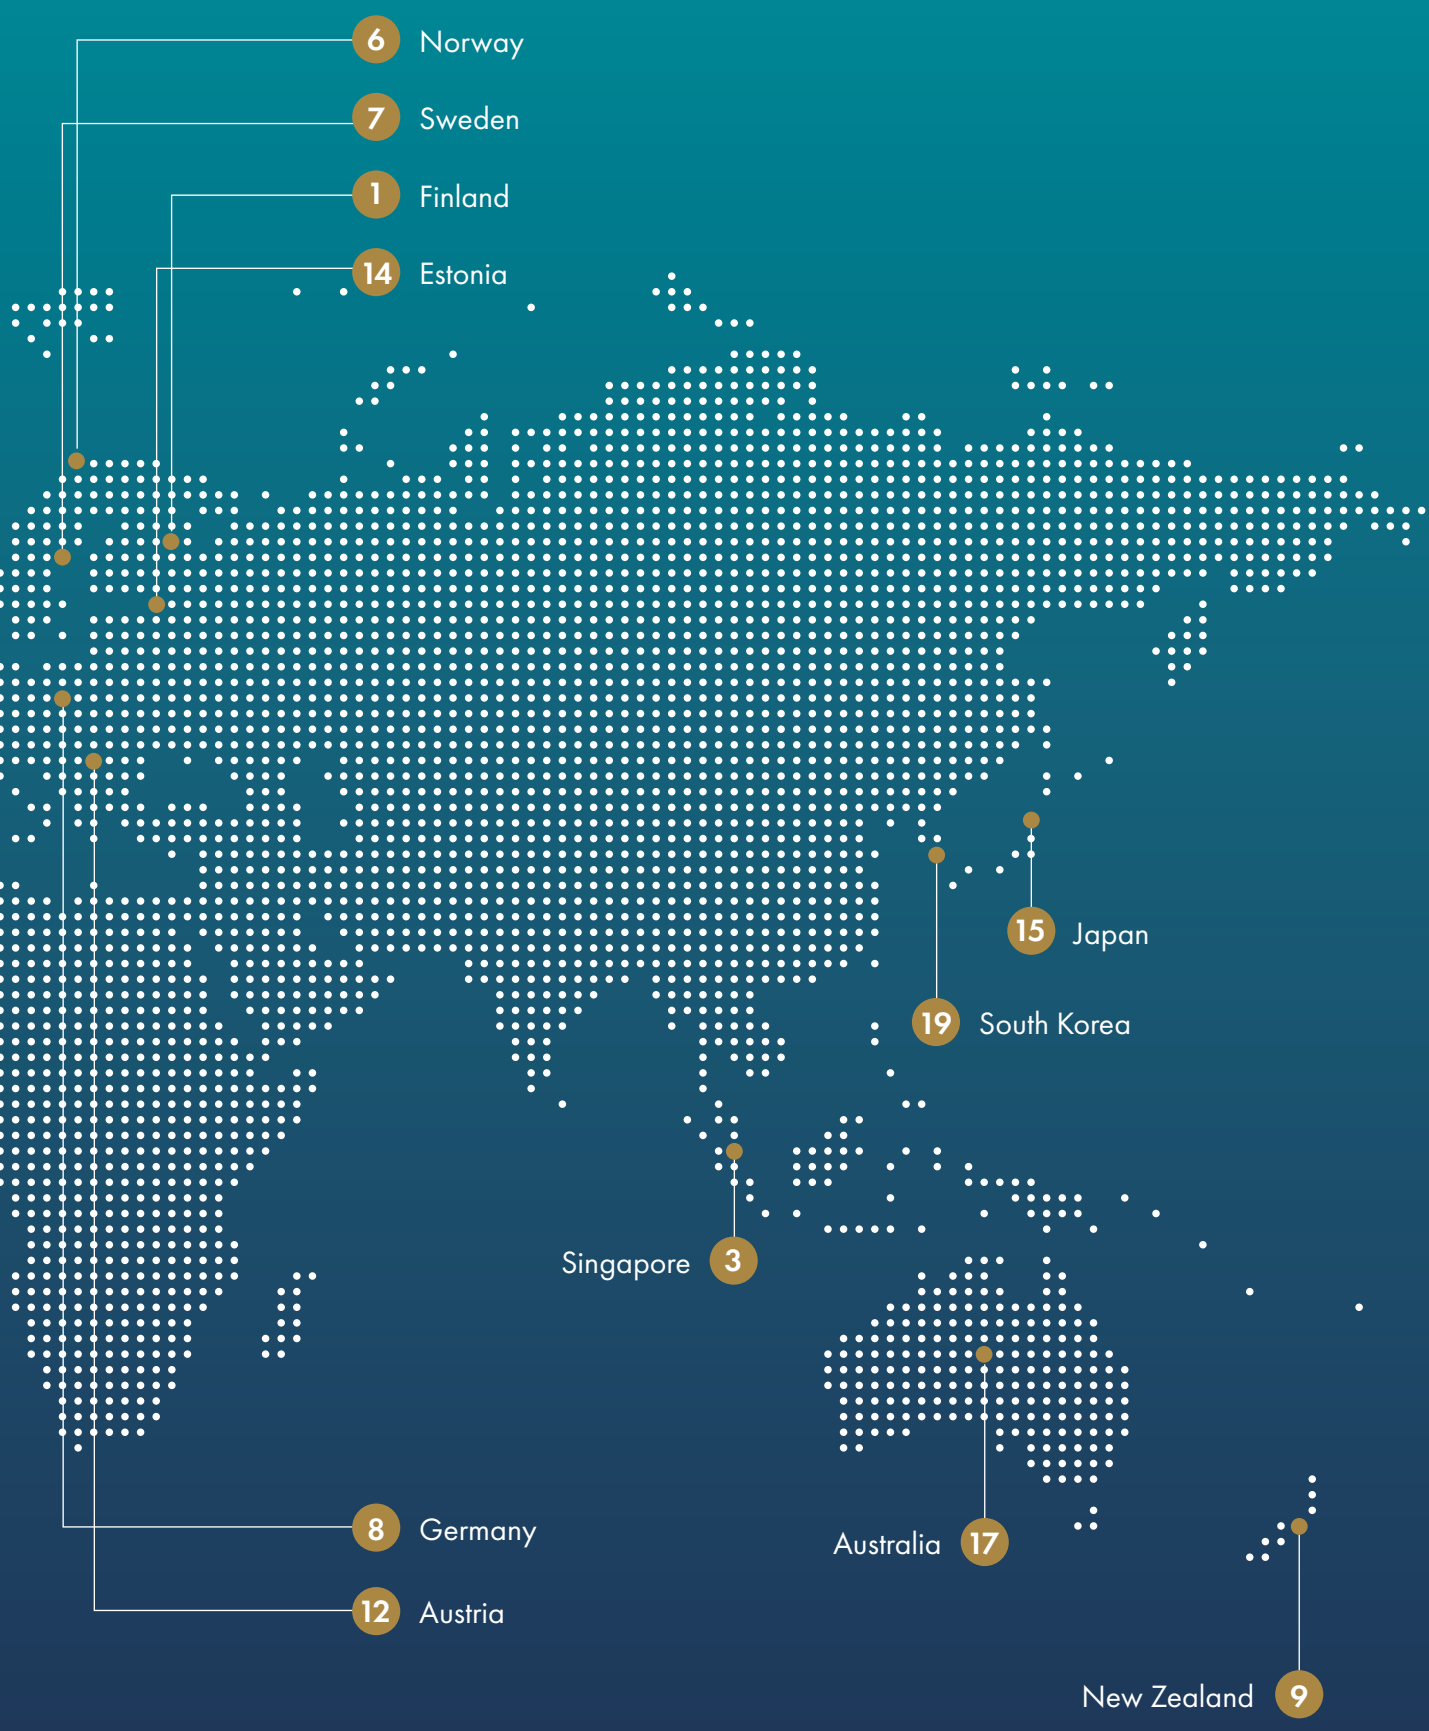 6 Norway
7 Sweden
1 Finland
14 Estonia
15 Japan
19 South Korea
Singapore 3
8 Germany
Australia 17
12 Austria
New Zealand 9